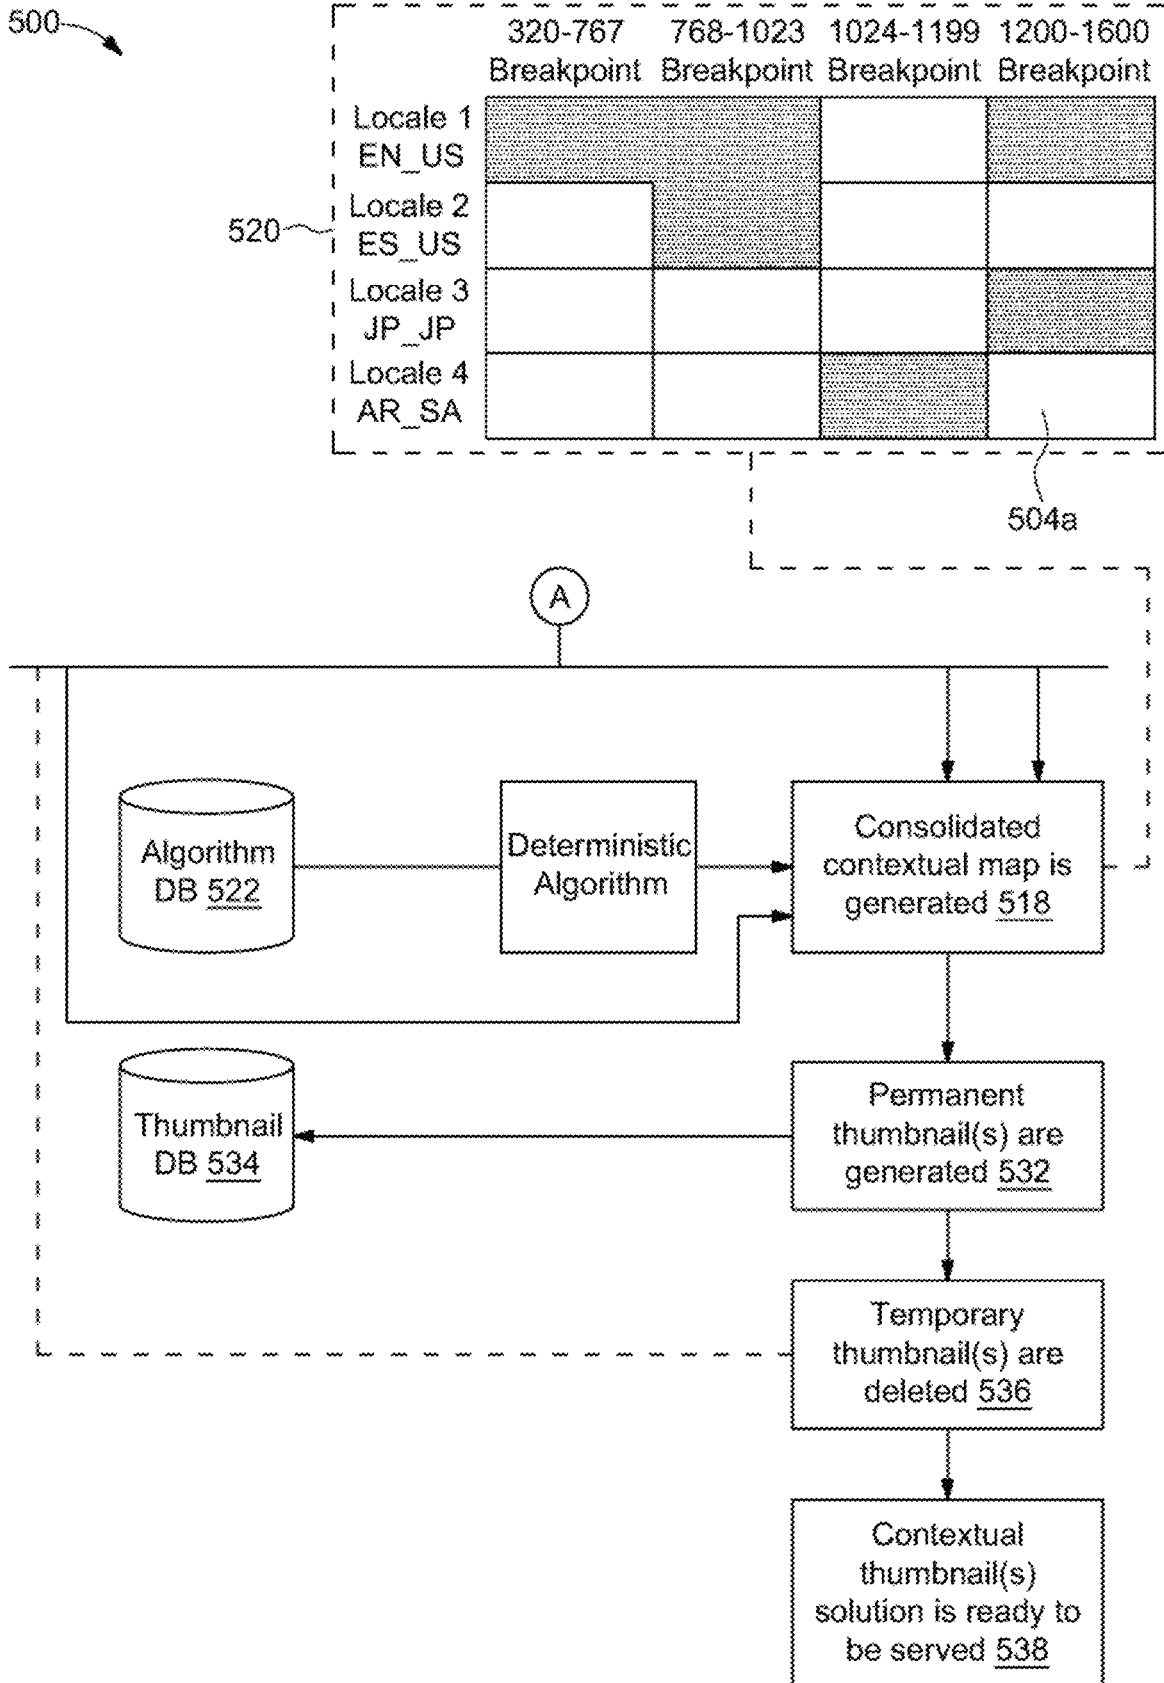 500
320-767 768-1023 1024-1199 1200-1600
Breakpoint Breakpoint Breakpoint Breakpoint
Locale 1
EN_US
Locale 2
ES_US
520
Locale 3
JP_JP
Locale 4
AR_SA
504a
A
Algorithm
DB 522
Deterministic
Algorithm
Consolidated
contextual map is
generated 518
Thumbnail
DB 534
Permanent
thumbnail(s) are
generated 532
Temporary
thumbnail(s) are
deleted 536
Contextual
thumbnail(s)
solution is ready to
be served 538